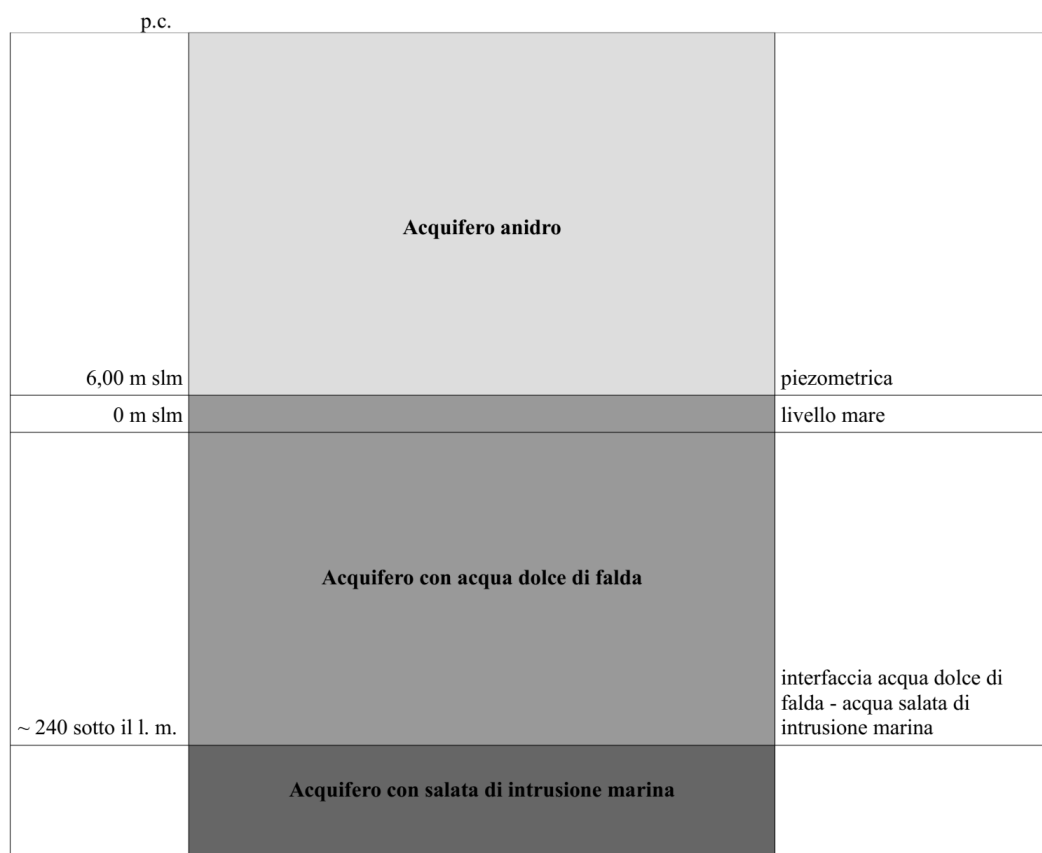 p.c.
Acquifero anidro
6,00 m slm
piezometrica
0 m slm
livello mare
Acquifero con acqua dolce di falda
interfaccia acqua dolce di
falda - acqua salata di
~ 240 sotto il l. m.
intrusione marina
Acquifero con salata di intrusione marina